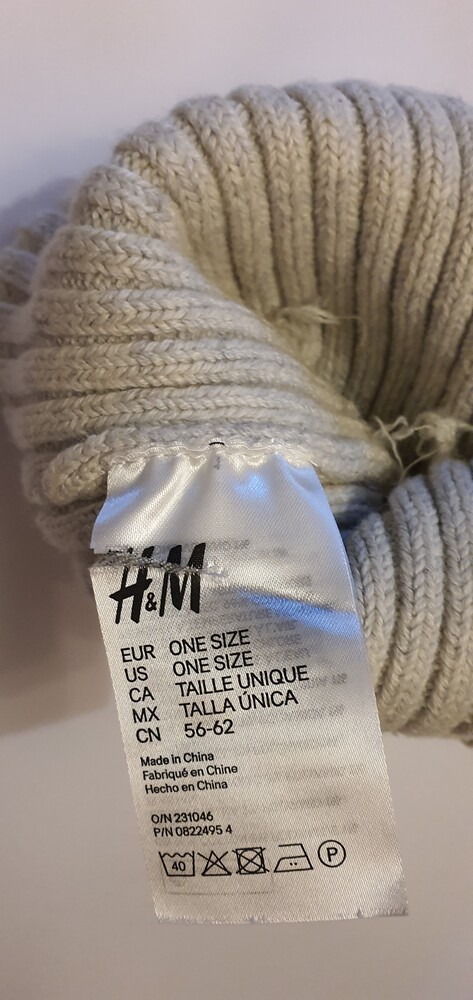 H&M
EUR ONE SIZE
US ONE SIZE
CA TAILLE UNIQUE
MX TALLA ÚNICA
CN 56-62
Made in China
Fabriqué en Chine
Hecho en China
O/N 231046
P/N 0822495 4
40 P